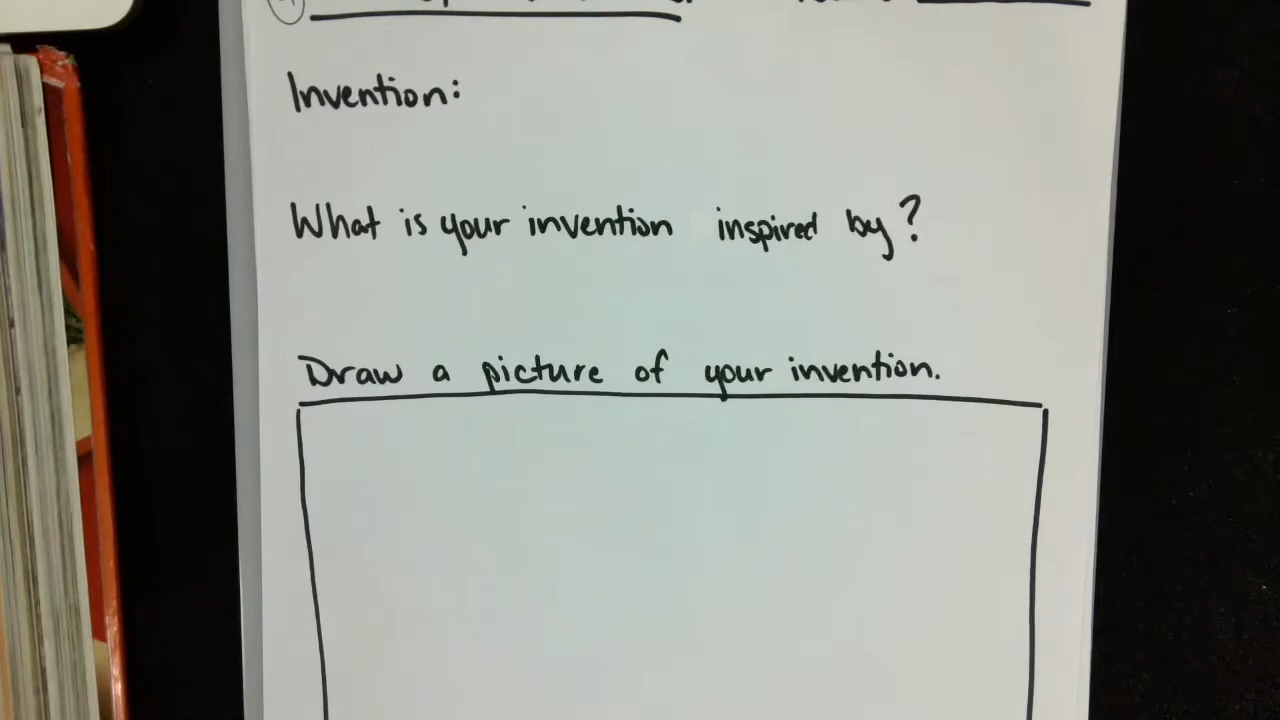 Invention:
What is your invention inspired by?
Draw a picture of your invention.